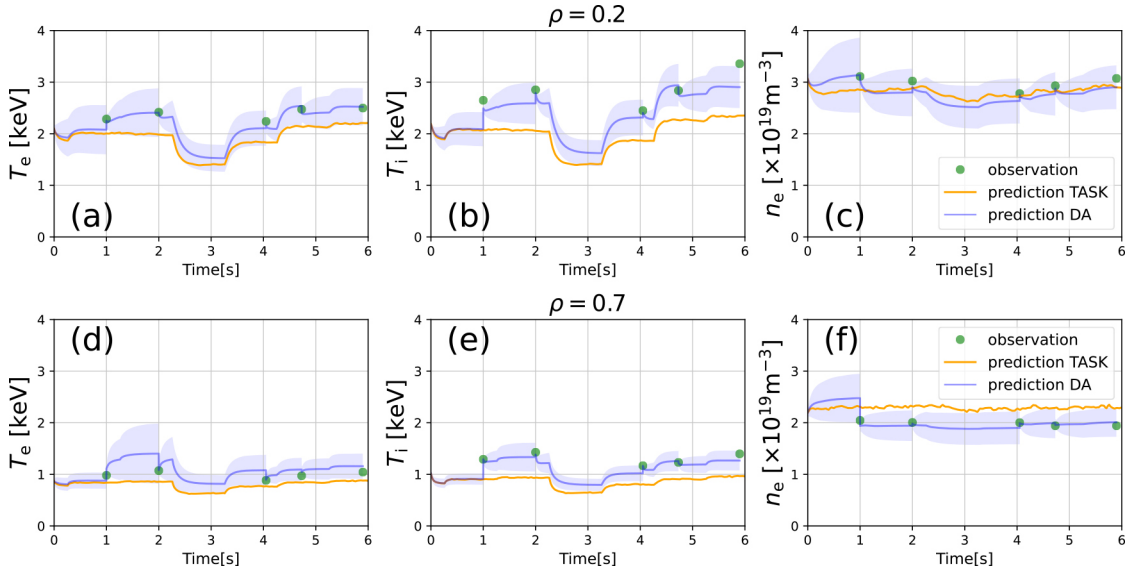 ρ = 0.2
4
3
2
1
0
T_e [keV]
(a)
0 1 2 3 4 5 6
Time[s]
4
3
2
1
0
T_i [keV]
(b)
0 1 2 3 4 5 6
Time[s]
4
3
2
1
0
n_e [×10¹⁹m⁻³]
observation
prediction TASK
prediction DA
(c)
0 1 2 3 4 5 6
Time[s]
ρ = 0.7
4
3
2
1
0
T_e [keV]
(d)
0 1 2 3 4 5 6
Time[s]
4
3
2
1
0
T_i [keV]
(e)
0 1 2 3 4 5 6
Time[s]
4
3
2
1
0
n_e [×10¹⁹m⁻³]
(f)
observation
prediction TASK
prediction DA
0 1 2 3 4 5 6
Time[s]